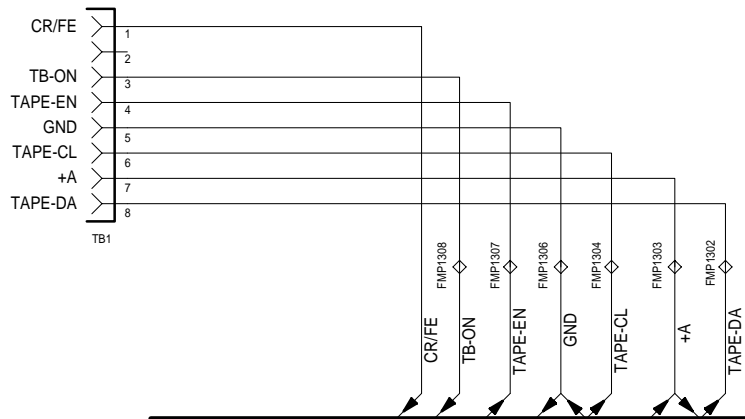 CR/FE
1
2
TB-ON
3
TAPE-EN
4
GND
5
TAPE-CL
6
+A
7
TAPE-DA
8
TB1
FMP1308
FMP1307
FMP1306
FMP1304
FMP1303
FMP1302
CR/FE
TB-ON
TAPE-EN
GND
TAPE-CL
+A
TAPE-DA